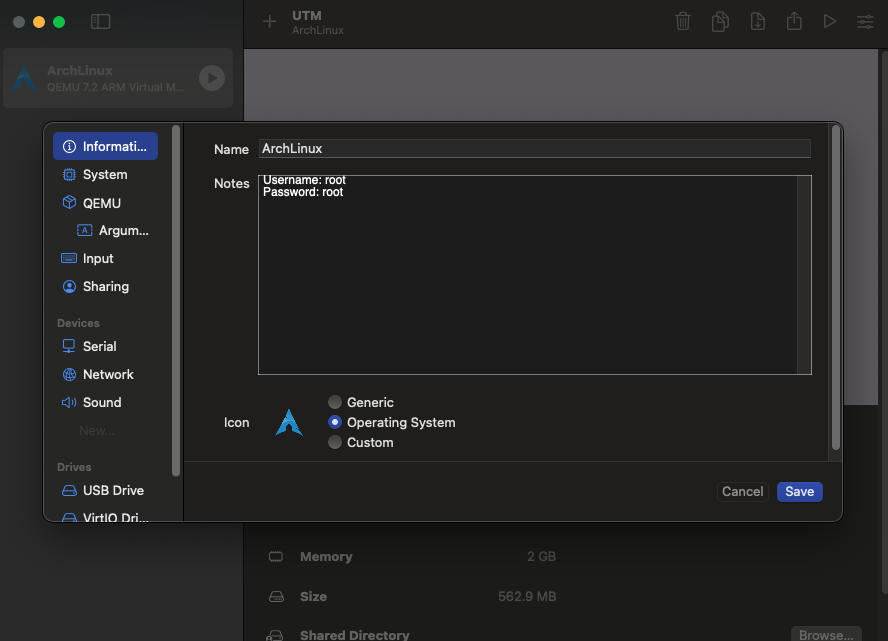 UTM
ArchLinux
ArchLinux
QEMU 7.2 ARM Virtual M...
Informati...
System
QEMU
A
Argum...
Input
Sharing
Devices
Serial
Network
Sound
New...
Drives
USB Drive
VirtIO Dri...
Name
ArchLinux
Notes
Username: root
Password: root
Icon
Generic
Operating System
Custom
Cancel
Save
Memory
2 GB
Size
562.9 MB
Shared Directory
Browse...